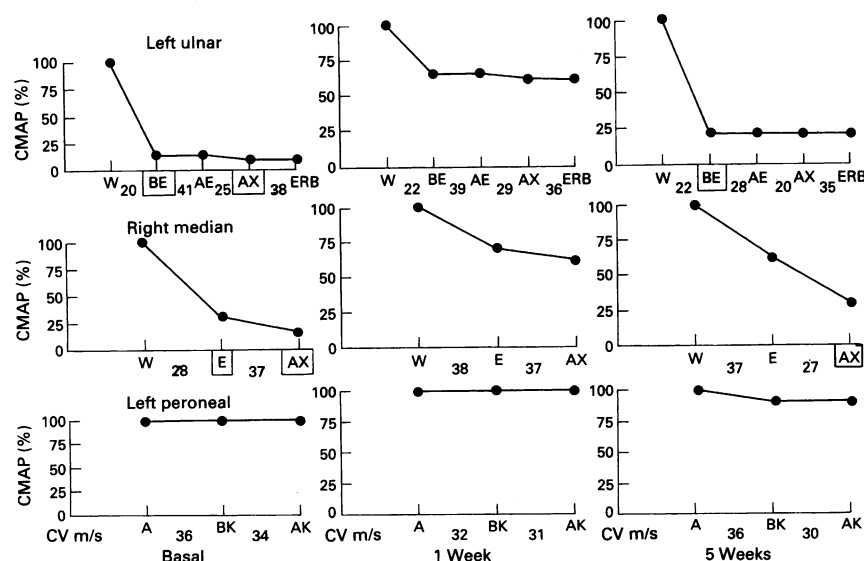 Left ulnar
CMAP (%)
100
75
50
25
0
W 20 BE 41 AE 25 AX 38 ERB
100
75
50
25
0
W 22 BE 39 AE 29 AX 36 ERB
100
75
50
25
0
W 22 BE 28 AE 20 AX 35 ERB
Right median
CMAP (%)
100
75
50
25
0
W 28 E 37 AX
100
75
50
25
0
W 38 E 37 AX
100
75
50
25
0
W 37 E 27 AX
Left peroneal
CMAP (%)
100
75
50
25
0
CV m/s A 36 BK 34 AK
Basal
100
75
50
25
0
CV m/s A 32 BK 31 AK
1 Week
100
75
50
25
0
CV m/s A 36 BK 30 AK
5 Weeks